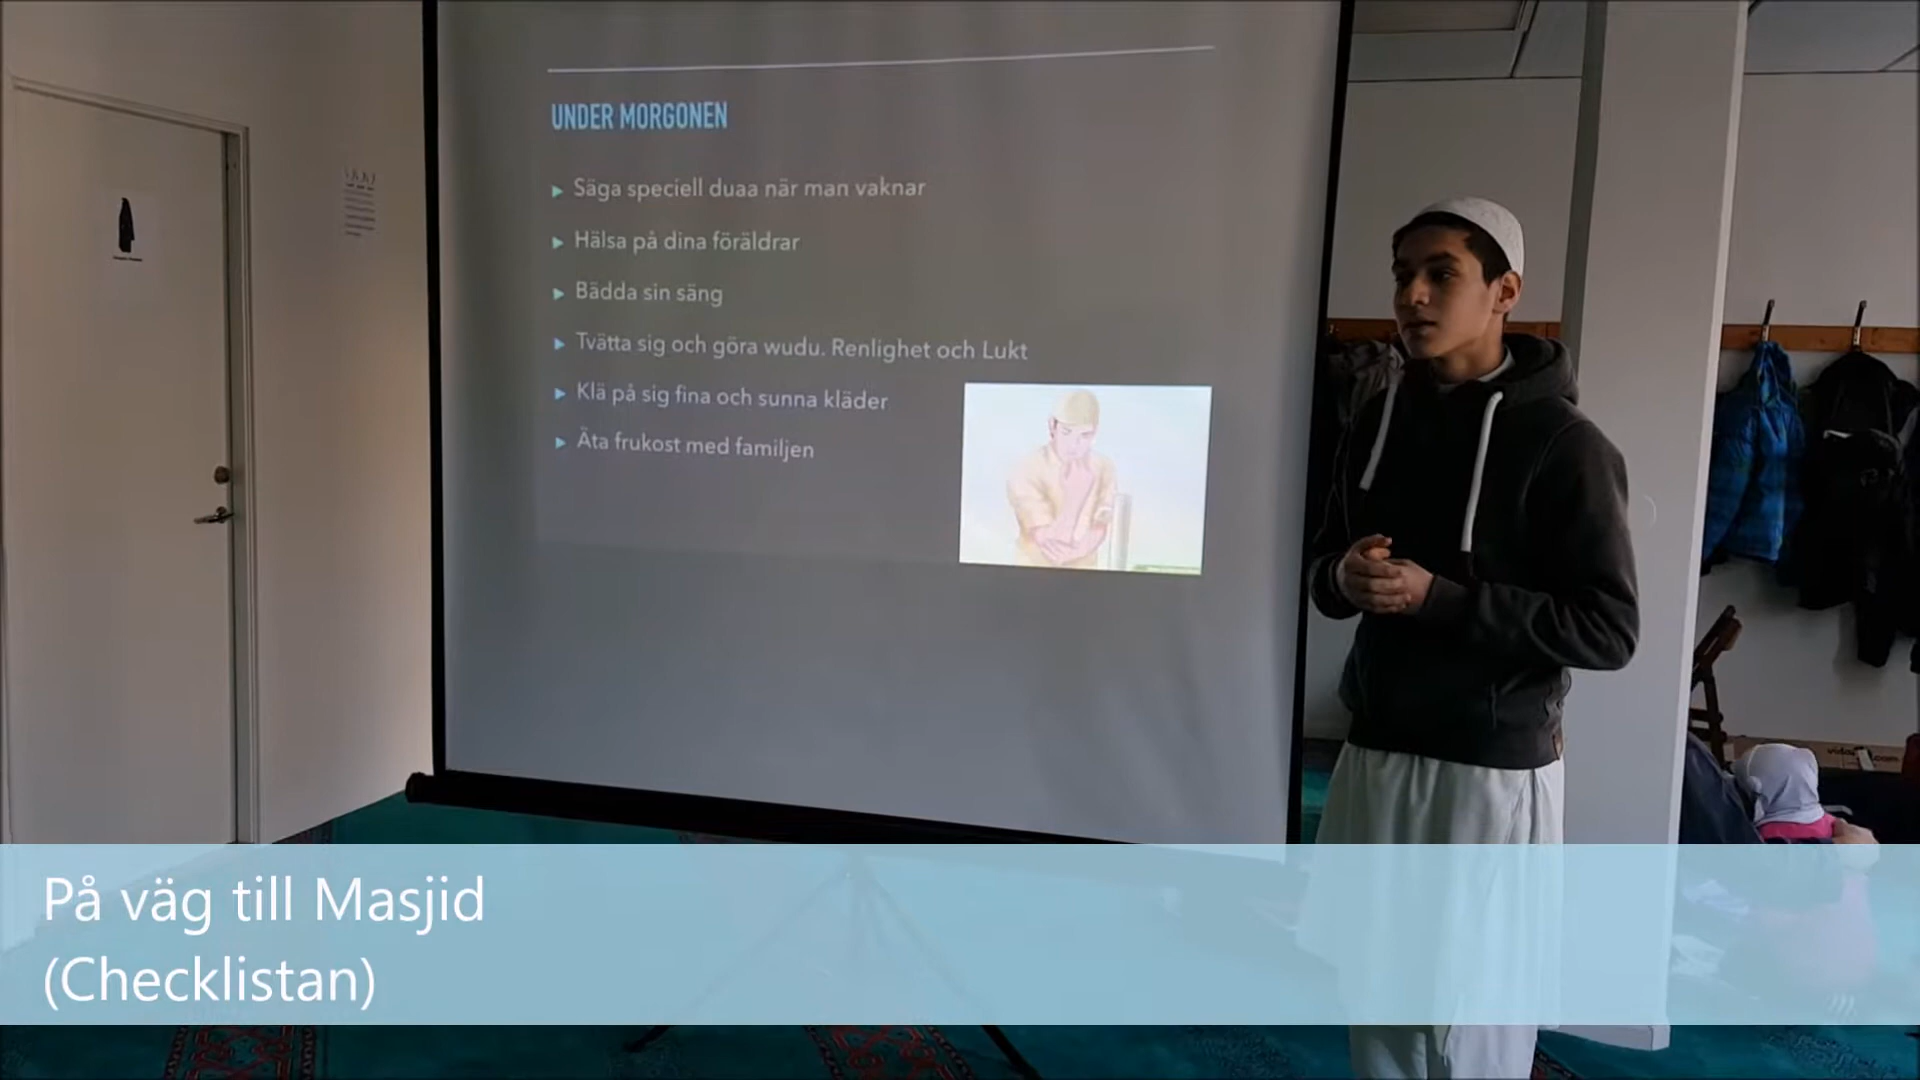 UNDER MORGONEN
Säga speciell duaa när man vaknar
Hälsa på dina föräldrar
Bädda sin säng
Tvätta sig och göra wudu. Renlighet och Lukt
Klä på sig fina och sunna kläder
Äta frukost med familjen
På väg till Masjid
(Checklistan)